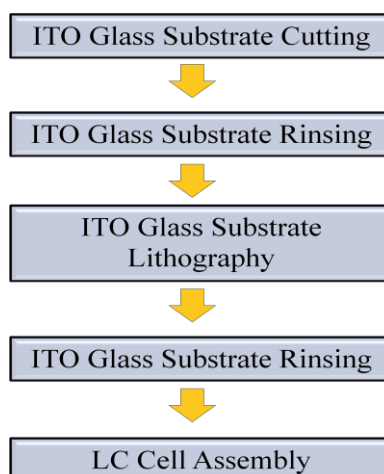 ITO Glass Substrate Cutting
ITO Glass Substrate Rinsing
ITO Glass Substrate
Lithography
ITO Glass Substrate Rinsing
LC Cell Assembly